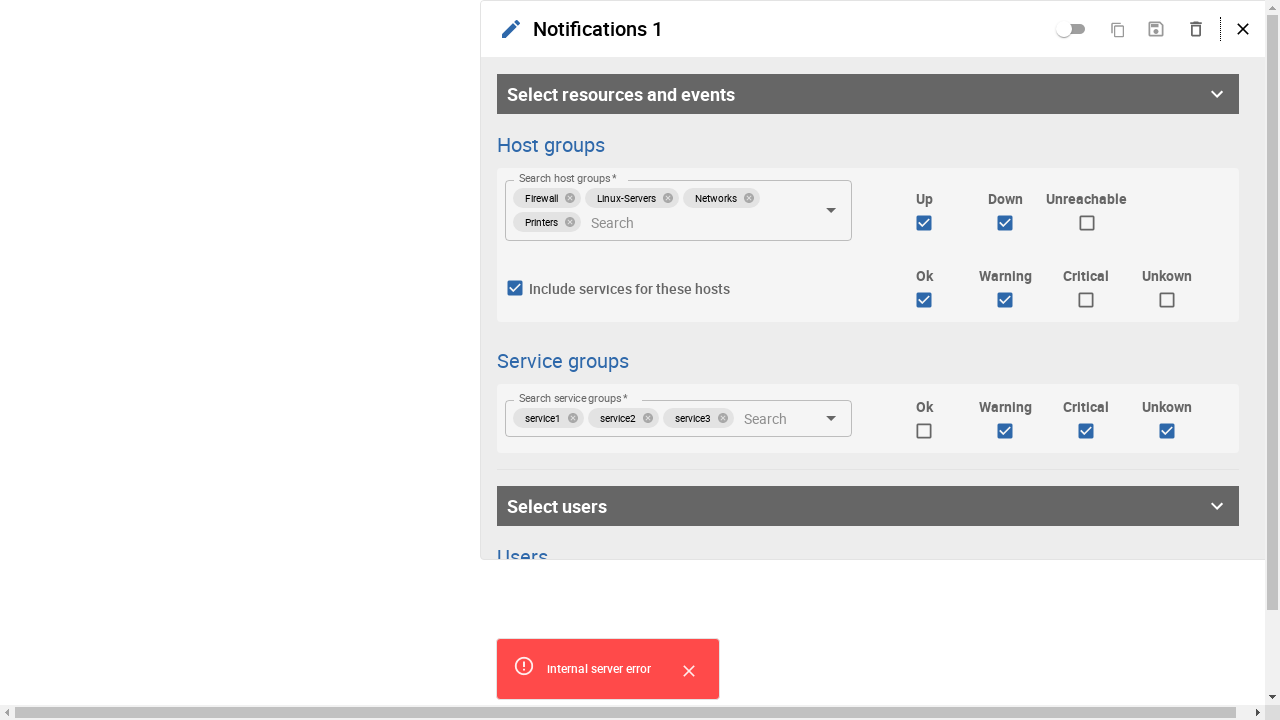 Notifications 1
Select resources and events
Host groups
Search host groups *
Firewall Linux-Servers Networks
Printers Search
Up Down Unreachable
Include services for these hosts
Ok Warning Critical Unkown
Service groups
Search service groups *
service1 service2 service3 Search
Ok Warning Critical Unkown
Select users
Users
Internal server error